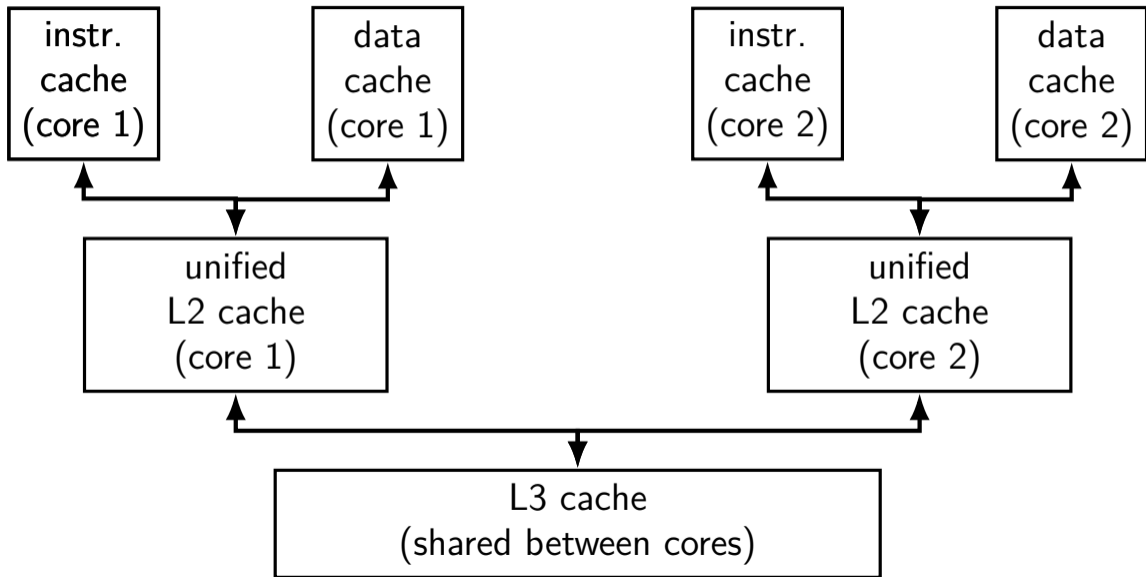 instr.
cache
(core 1)
data
cache
(core 1)
instr.
cache
(core 2)
data
cache
(core 2)
unified
L2 cache
(core 1)
unified
L2 cache
(core 2)
L3 cache
(shared between cores)